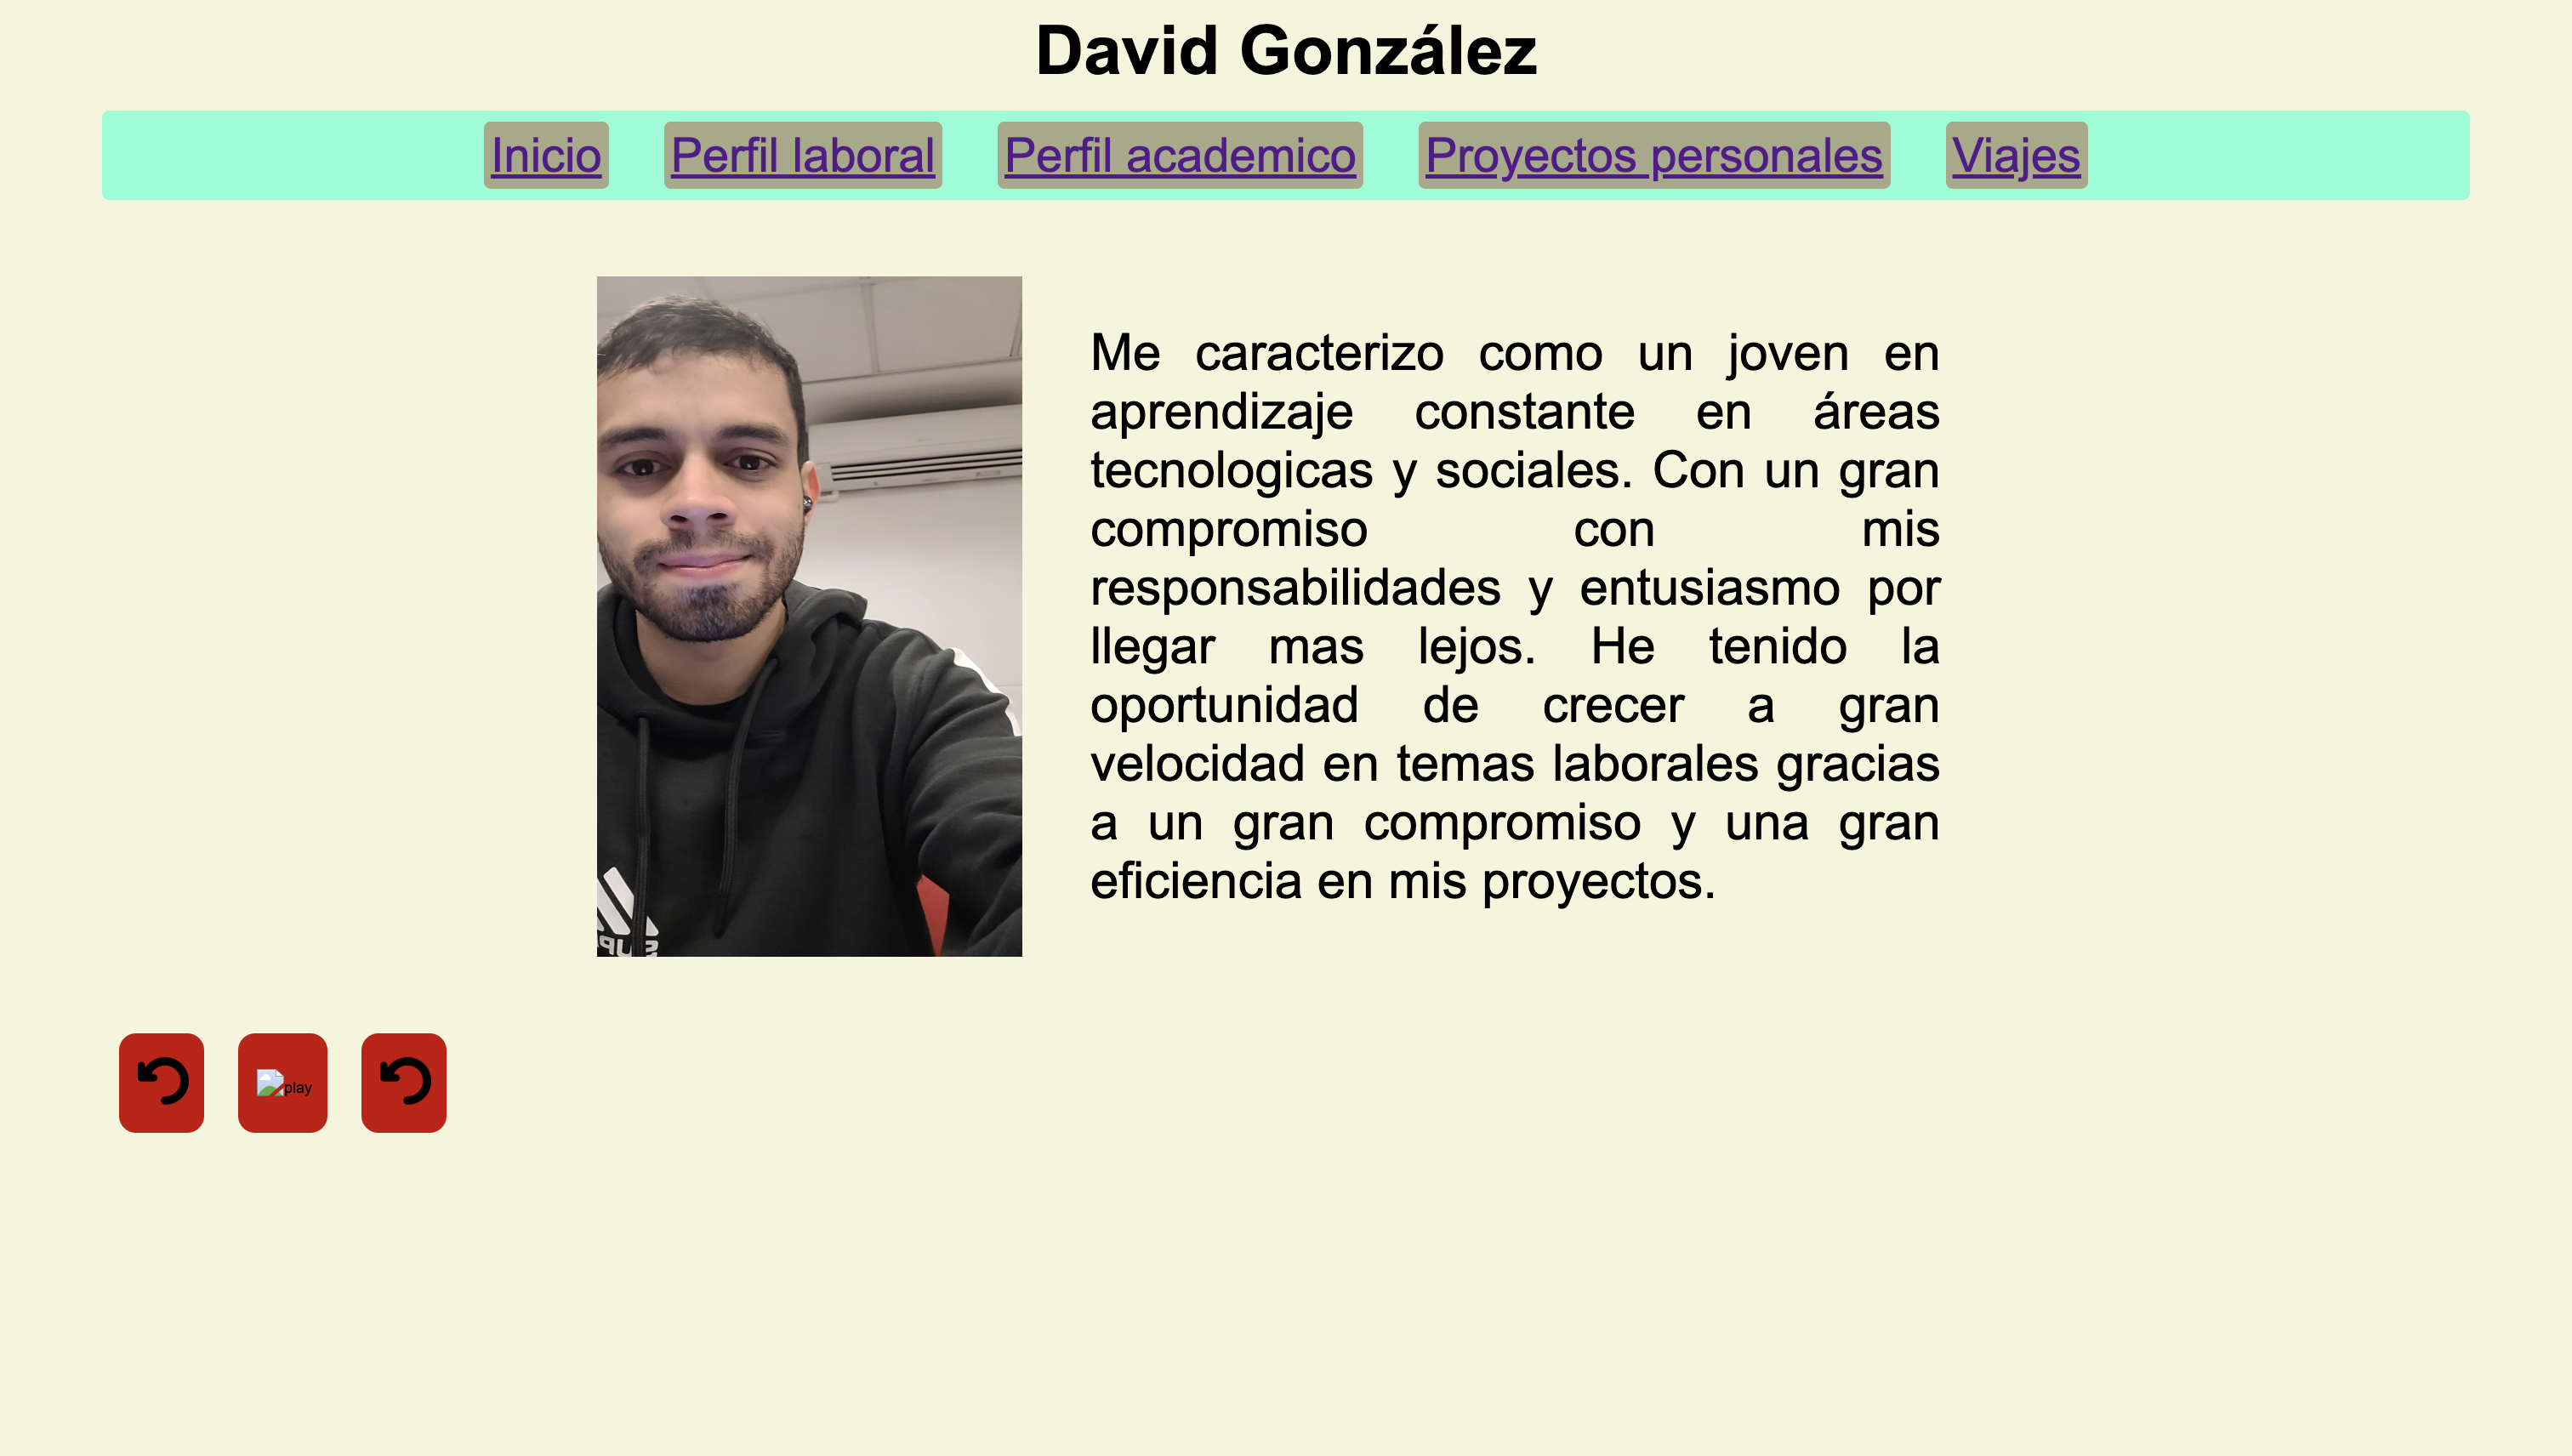 David González
Inicio
Perfil laboral
Perfil academico
Proyectos personales
Viajes
Me caracterizo como un joven en
aprendizaje constante en áreas
tecnologicas y sociales. Con un gran
compromiso con mis
responsabilidades y entusiasmo por
llegar mas lejos. He tenido la
oportunidad de crecer a gran
velocidad en temas laborales gracias
a un gran compromiso y una gran
eficiencia en mis proyectos.
play